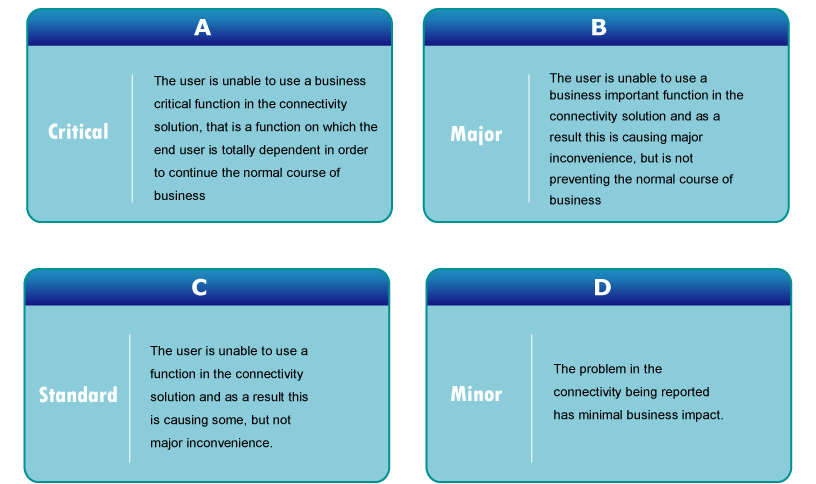 A
Critical
The user is unable to use a business
critical function in the connectivity
solution, that is a function on which the
end user is totally dependent in order
to continue the normal course of
business
B
Major
The user is unable to use a
business important function in the
connectivity solution and as a
result this is causing major
inconvenience, but is not
preventing the normal course of
business
C
Standard
The user is unable to use a
function in the connectivity
solution and as a result this
is causing some, but not
major inconvenience.
D
Minor
The problem in the
connectivity being reported
has minimal business impact.